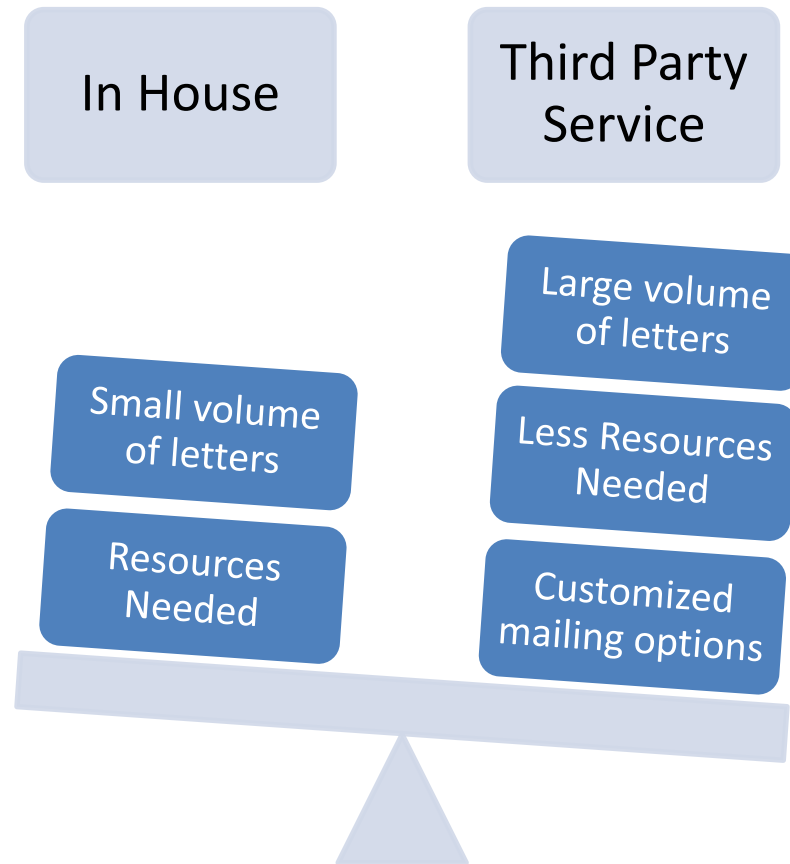 In House
Third Party
Service
Small volume
of letters
Resources
Needed
Large volume
of letters
Less Resources
Needed
Customized
mailing options